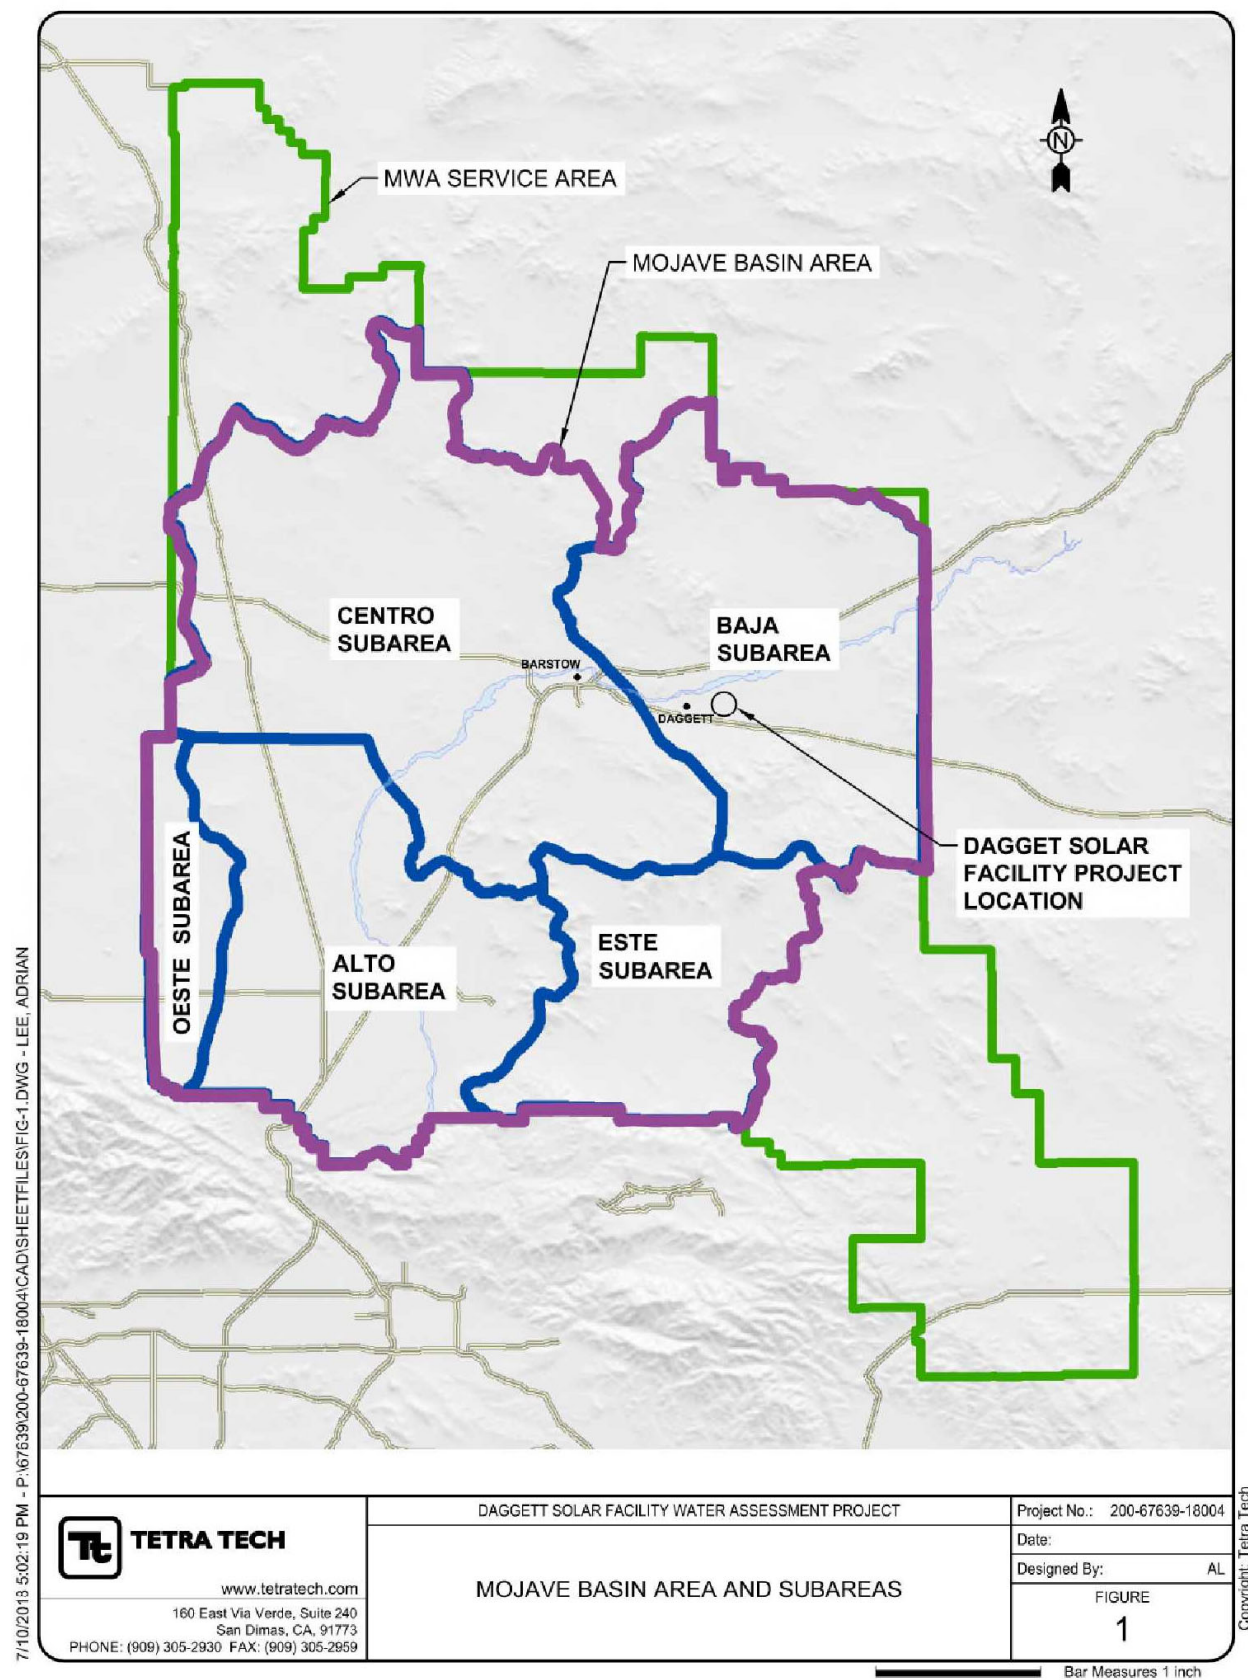 MWA SERVICE AREA
MOJAVE BASIN AREA
N
CENTRO
SUBAREA
BAJA
SUBAREA
BARSTOW
DAGGETT
DAGGET SOLAR
FACILITY PROJECT
LOCATION
OESTE SUBAREA
ALTO
SUBAREA
ESTE
SUBAREA
7/10/2018 5:02:19 PM - P:\67639\200-67639-18004\CAD\SHEETFILES\FIG-1.DWG - LEE, ADRIAN
Tt TETRA TECH
www.tetratech.com
160 East Via Verde, Suite 240
San Dimas, CA, 91773
PHONE: (909) 305-2930 FAX: (909) 305-2959
DAGGETT SOLAR FACILITY WATER ASSESSMENT PROJECT
MOJAVE BASIN AREA AND SUBAREAS
Project No.: 200-67639-18004
Date:
Designed By: AL
FIGURE
1
Copyright: Tetra Tech
Bar Measures 1 inch